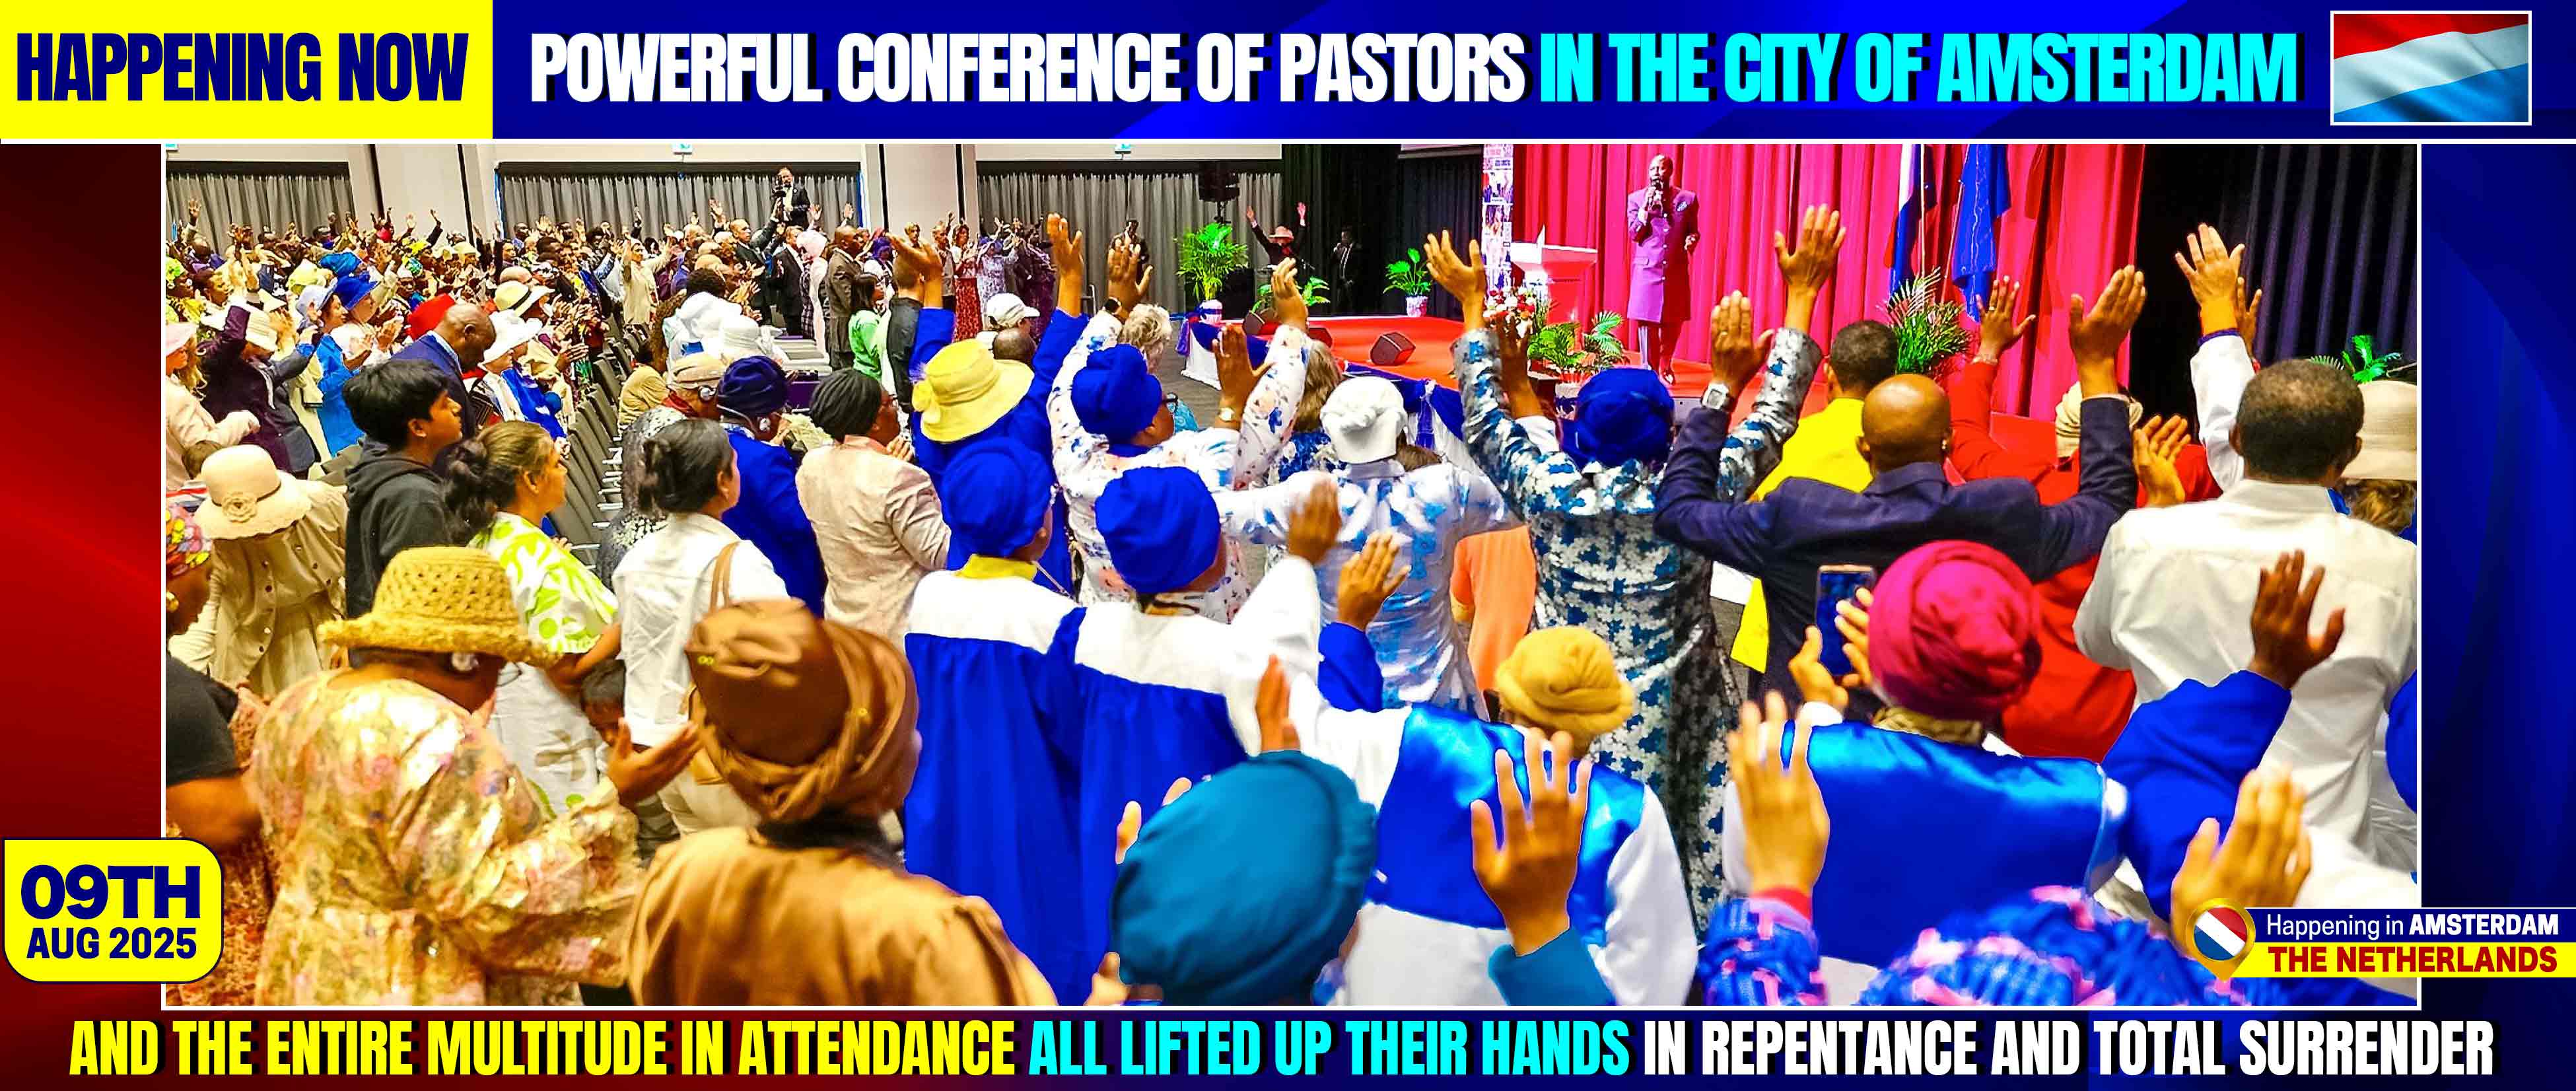 HAPPENING NOW
POWERFUL CONFERENCE OF PASTORS IN THE CITY OF AMSTERDAM
09TH
AUG 2025
Happening in AMSTERDAM
THE NETHERLANDS
AND THE ENTIRE MULTITUDE IN ATTENDANCE ALL LIFTED UP THEIR HANDS IN REPENTANCE AND TOTAL SURRENDER